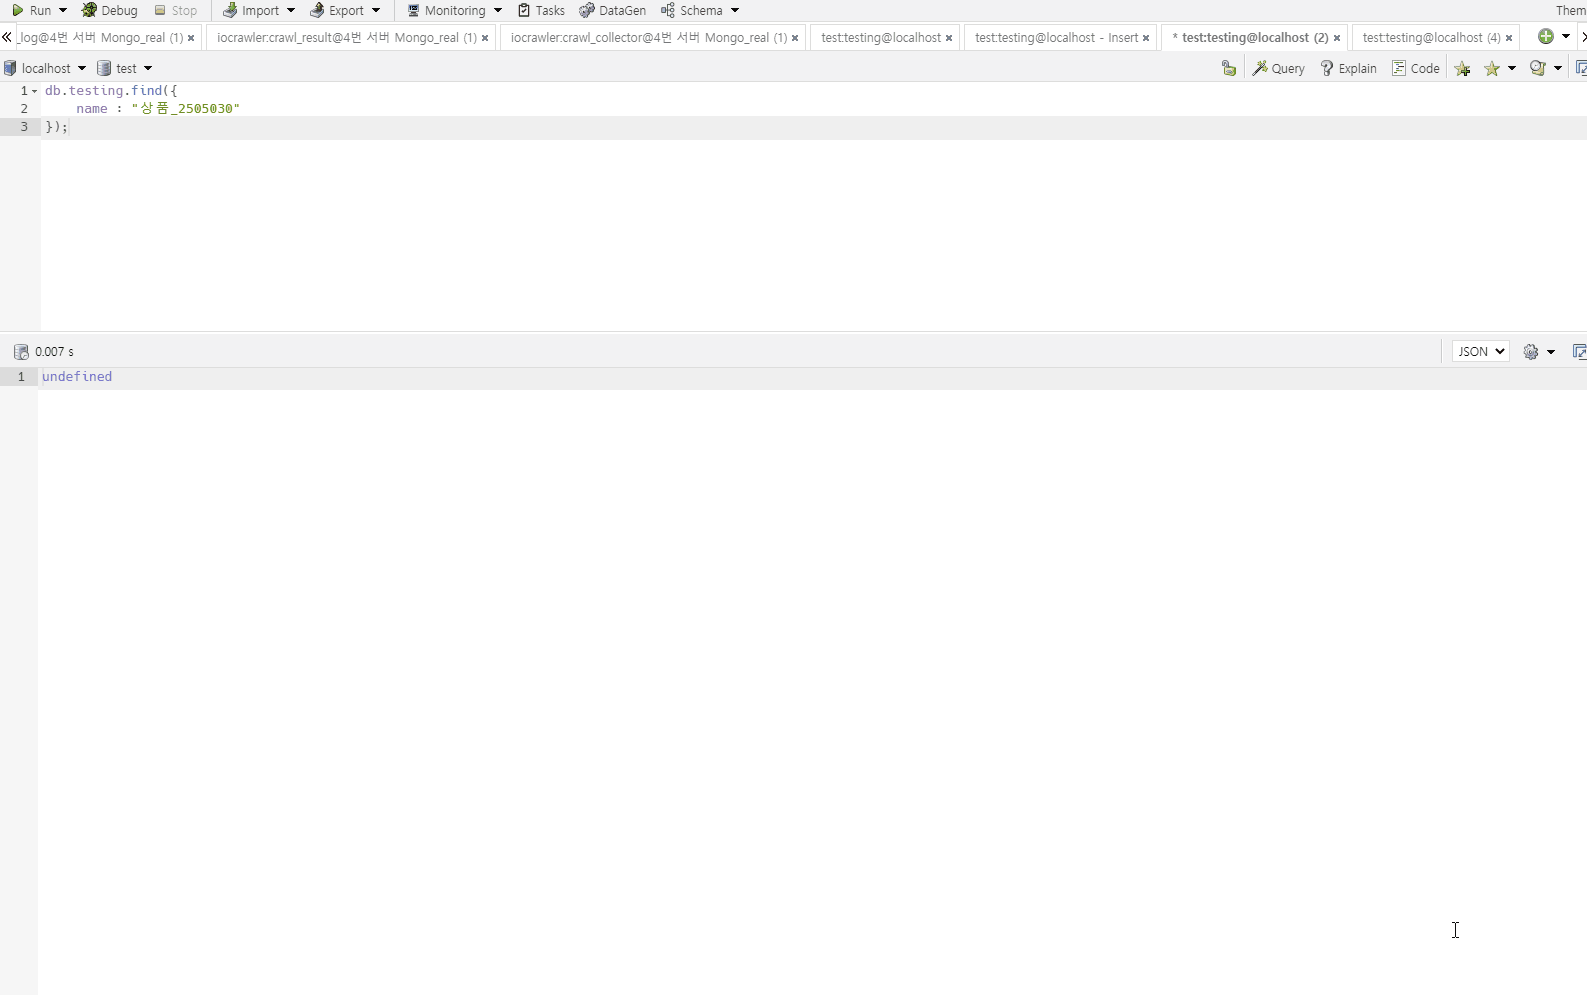 Run Debug Stop Import Export Monitoring Tasks DataGen Schema Them
_log@4번 서버 Mongo_real (1) iocrawler:crawl_result@4번 서버 Mongo_real (1) iocrawler:crawl_collector@4번 서버 Mongo_real (1) test:testing@localhost test:testing@localhost - Insert * test:testing@localhost (2) test:testing@localhost (4)
localhost test Query Explain Code
1 db.testing.find({
2 name : "상품_2505030"
3 });
0.007 s JSON
1 undefined